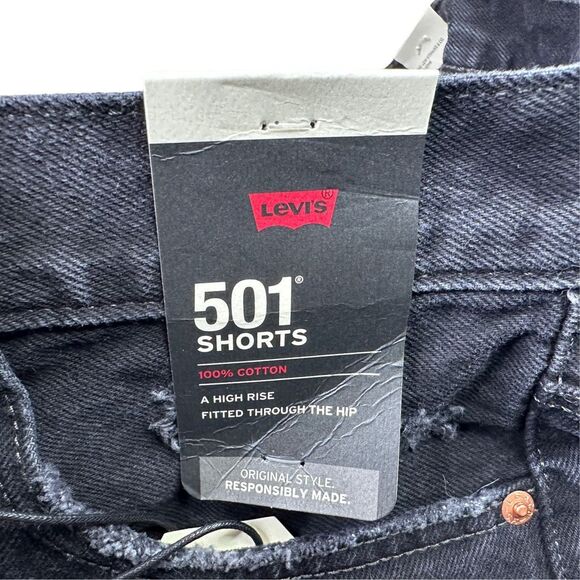 LEVI'S®
501®
SHORTS
100% COTTON
A HIGH RISE
FITTED THROUGH THE HIP
ORIGINAL STYLE.
RESPONSIBLY MADE.